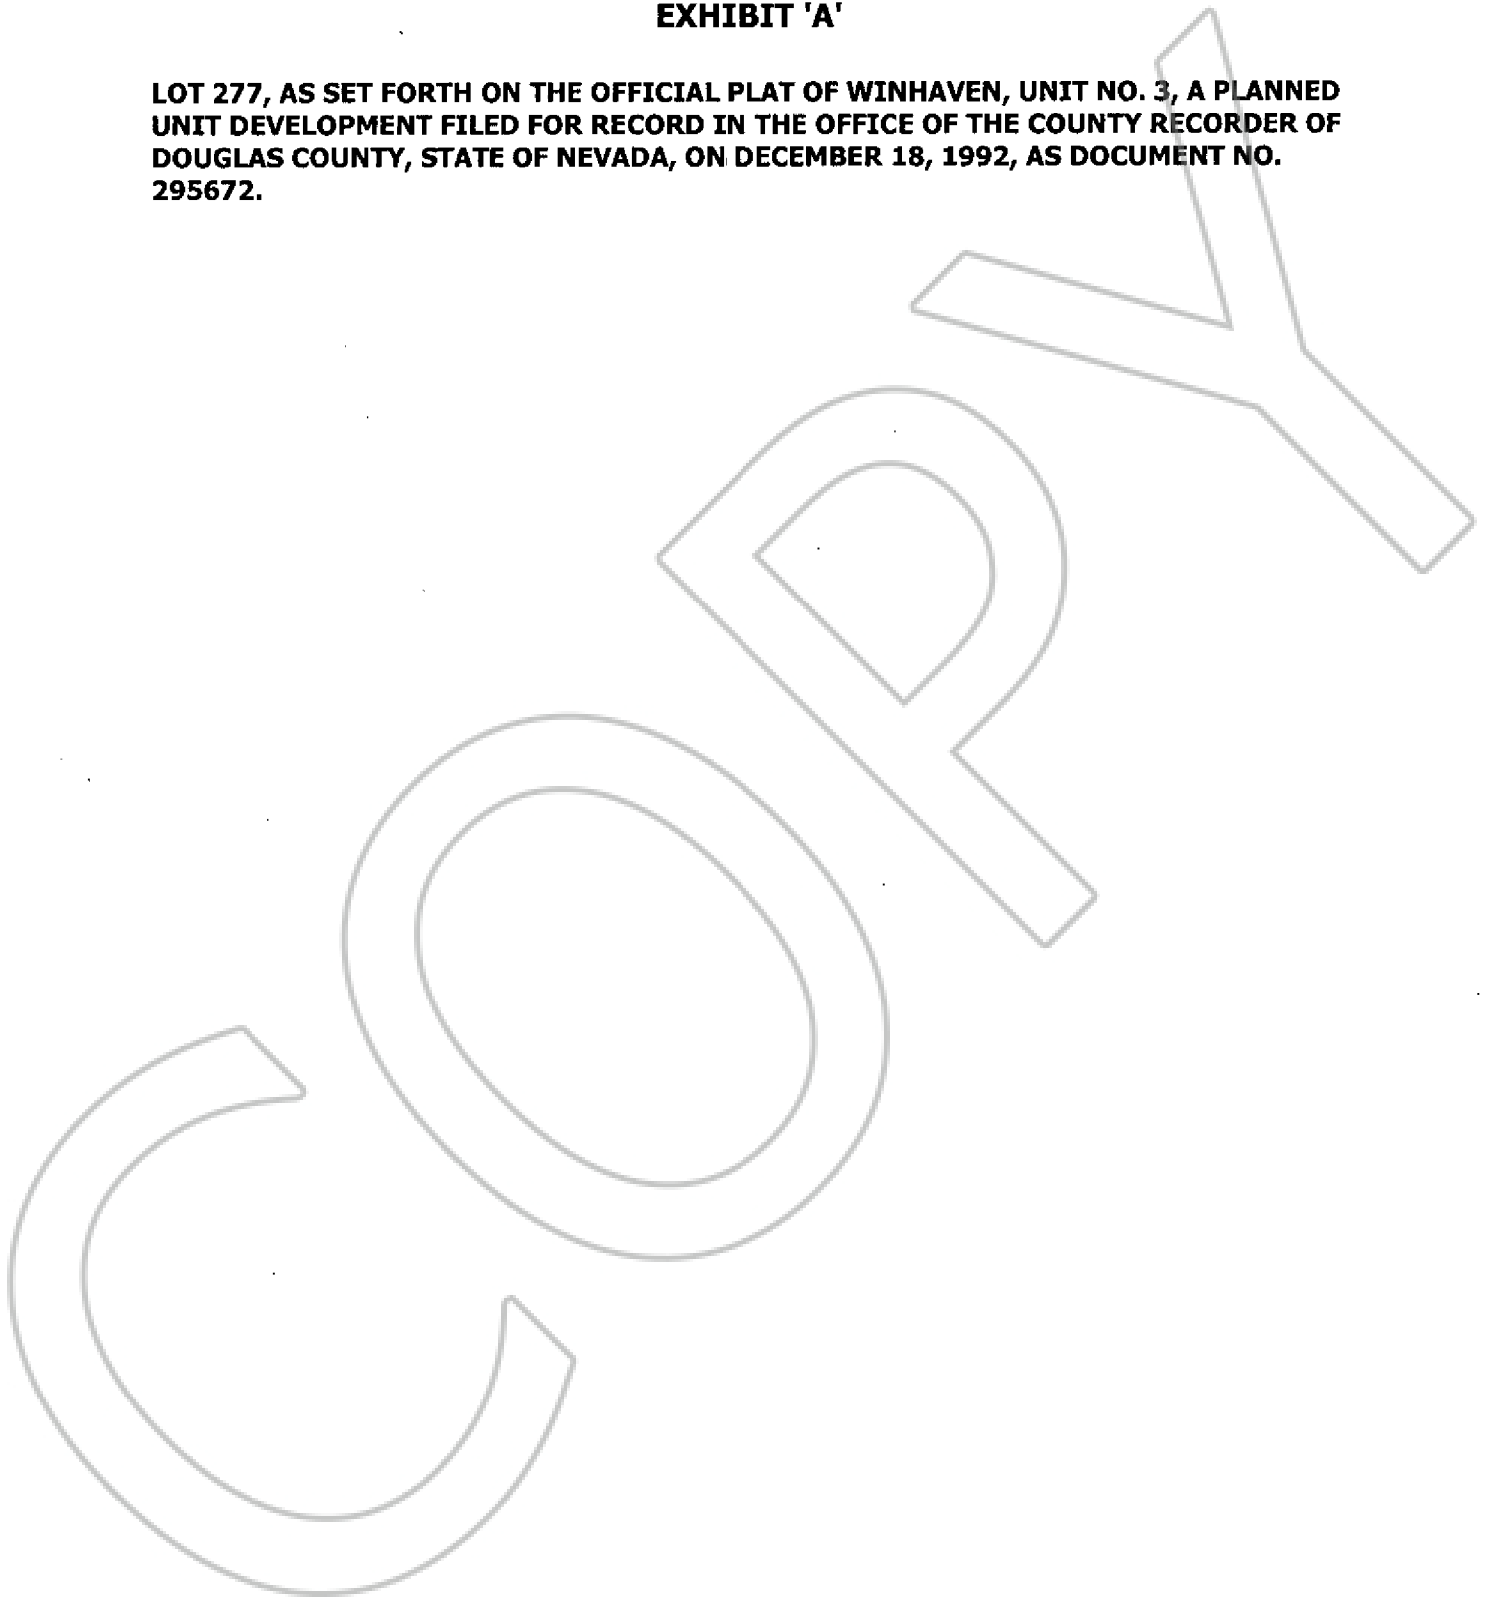 EXHIBIT 'A'
LOT 277, AS SET FORTH ON THE OFFICIAL PLAT OF WINHAVEN, UNIT NO. 3, A PLANNED
UNIT DEVELOPMENT FILED FOR RECORD IN THE OFFICE OF THE COUNTY RECORDER OF
DOUGLAS COUNTY, STATE OF NEVADA, ON DECEMBER 18, 1992, AS DOCUMENT NO.
295672.
COPY